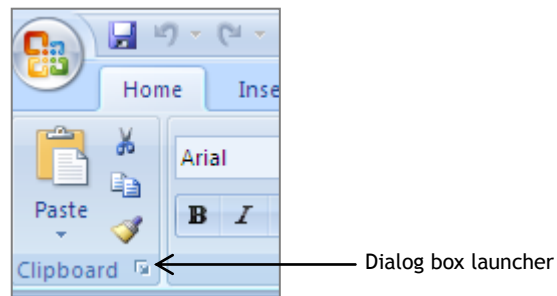 Home Inse
Arial
Paste
B I
Clipboard
Dialog box launcher